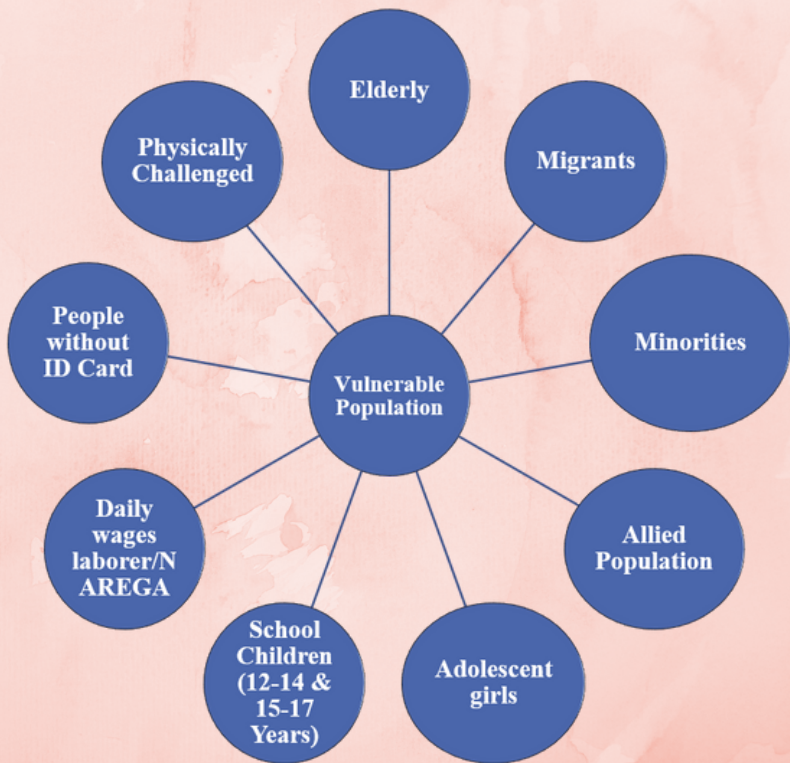 Elderly
Migrants
Minorities
Allied
Population
Adolescent
girls
School
Children
(12-14 &
15-17
Years)
Daily
wages
laborer/N
AREGA
People
without
ID Card
Physically
Challenged
Vulnerable
Population